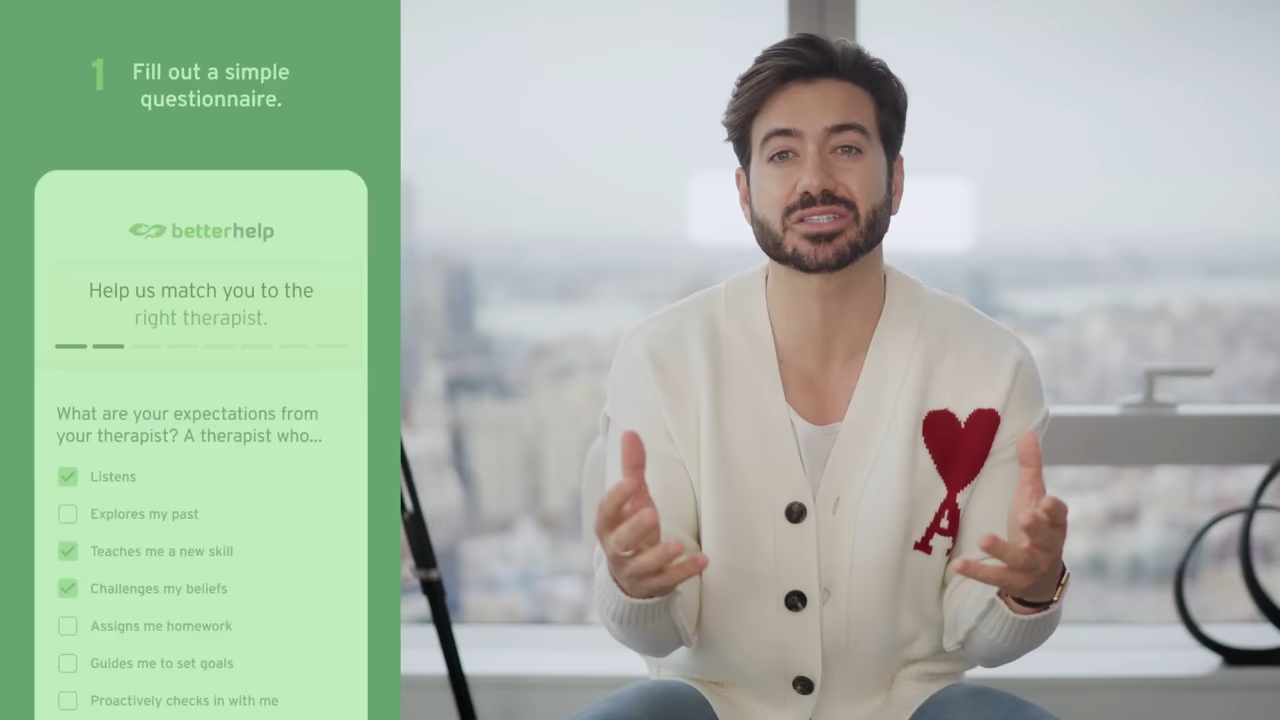 1
Fill out a simple
questionnaire.
betterhelp
Help us match you to the
right therapist.
What are your expectations from
your therapist? A therapist who...
Listens
Explores my past
Teaches me a new skill
Challenges my beliefs
Assigns me homework
Guides me to set goals
Proactively checks in with me
A